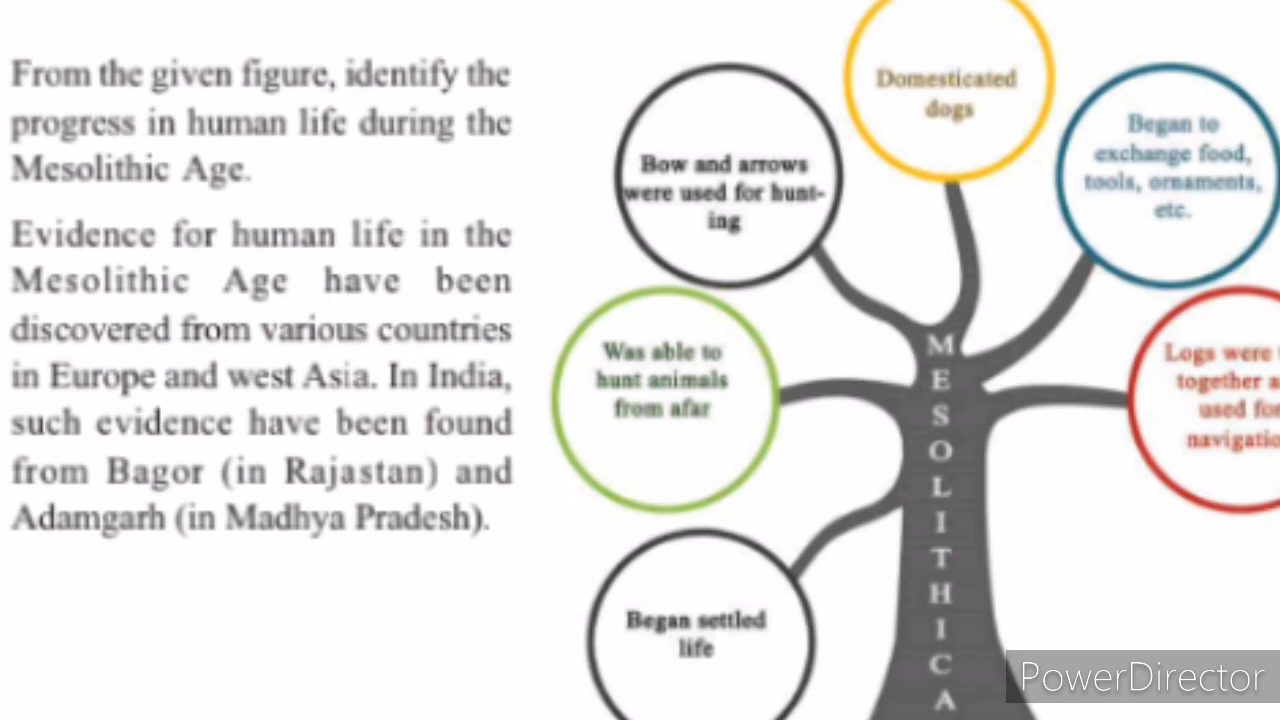 From the given figure, identify the
progress in human life during the
Mesolithic Age.
Evidence for human life in the
Mesolithic Age have been
discovered from various countries
in Europe and west Asia. In India,
such evidence have been found
from Bagor (in Rajastan) and
Adamgarh (in Madhya Pradesh).
Domesticated
dogs
Bow and arrows
were used for hunt-
ing
Began to
exchange food,
tools, ornaments,
etc.
Was able to
hunt animals
from afar
Logs were
together
used for
Began settled
life
M
E
S
O
L
I
T
H
I
C
A
PowerDirector